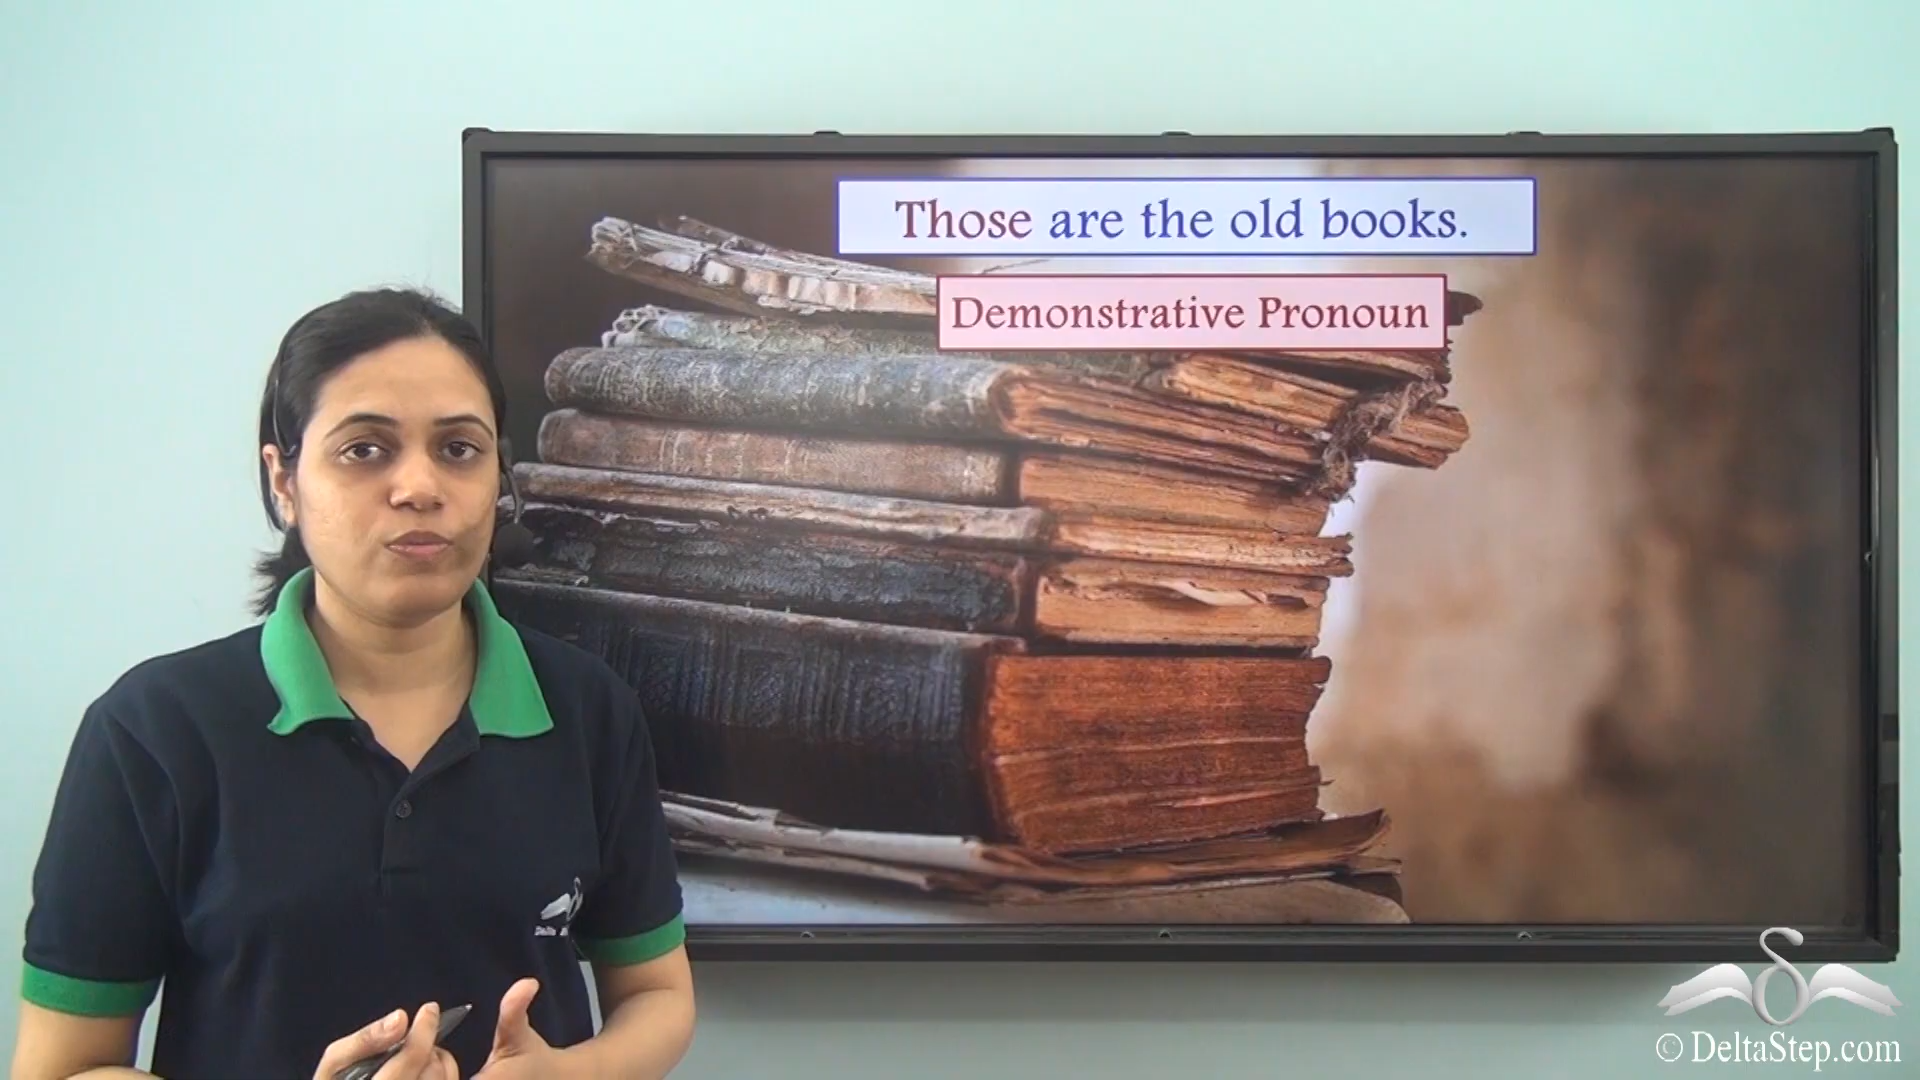 Those are the old books.
Demonstrative Pronoun
© DeltaStep.com